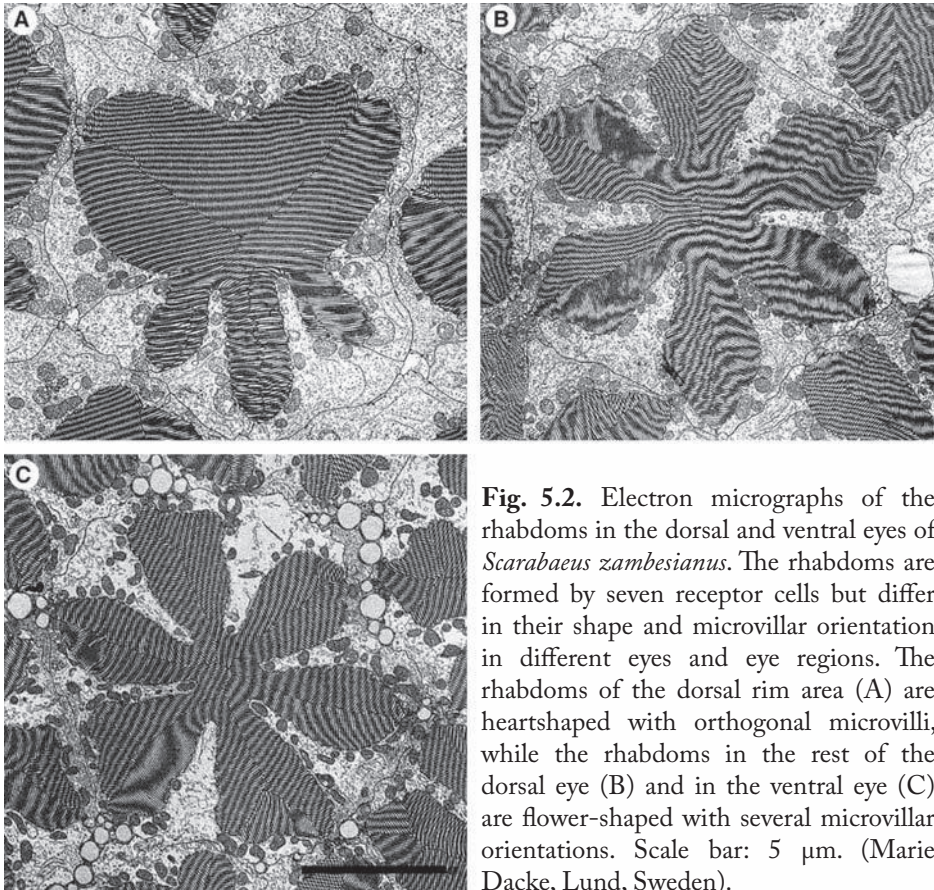 A
B
C
Fig. 5.2. Electron micrographs of the
rhabdoms in the dorsal and ventral eyes of
Scarabaeus zambesianus. The rhabdoms are
formed by seven receptor cells but differ
in their shape and microvillar orientation
in different eyes and eye regions. The
rhabdoms of the dorsal rim area (A) are
heartshaped with orthogonal microvilli,
while the rhabdoms in the rest of the
dorsal eye (B) and in the ventral eye (C)
are flower-shaped with several microvillar
orientations. Scale bar: 5 μm. (Marie
Dacke, Lund, Sweden).